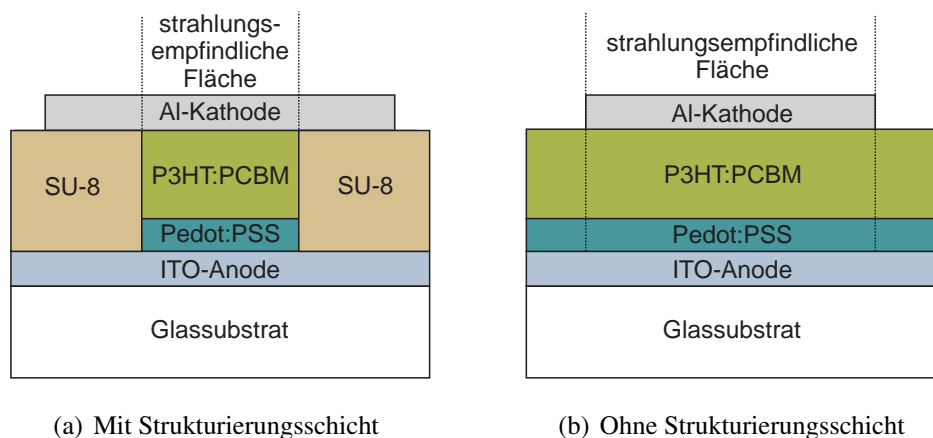 strahlungs-
empfindliche
Fläche
Al-Kathode
SU-8
P3HT:PCBM
SU-8
Pedot:PSS
ITO-Anode
Glassubstrat
(a) Mit Strukturierungsschicht
strahlungsempfindliche
Fläche
Al-Kathode
P3HT:PCBM
Pedot:PSS
ITO-Anode
Glassubstrat
(b) Ohne Strukturierungsschicht